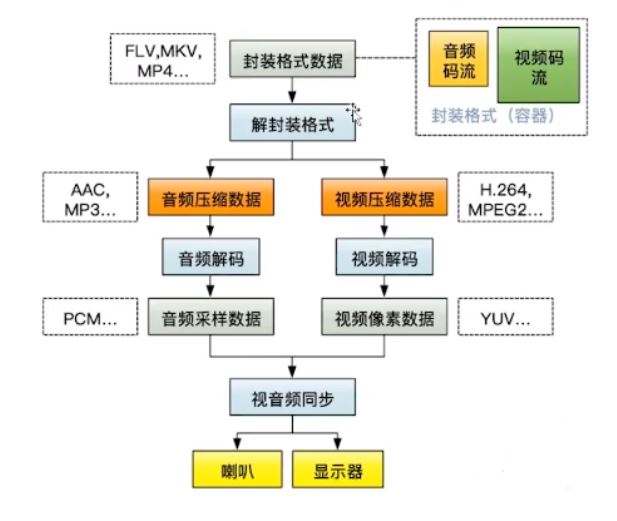 FLV,MKV,
MP4...
封装格式数据
音频
码流
视频码
流
封装格式（容器）
解封装格式
AAC,
MP3...
音频压缩数据
视频压缩数据
H.264,
MPEG2...
音频解码
视频解码
PCM...
音频采样数据
视频像素数据
YUV...
视音频同步
喇叭
显示器